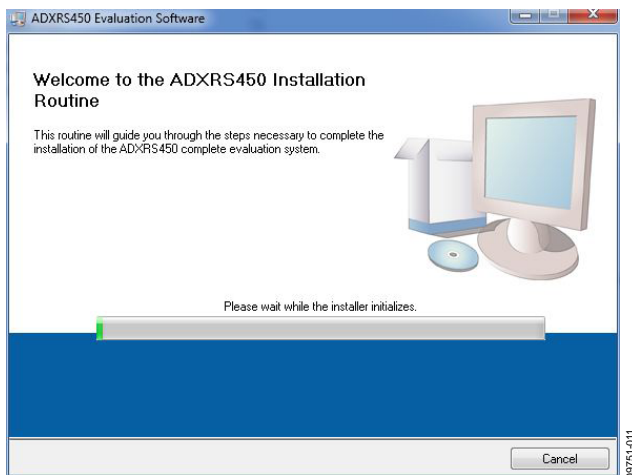 ADXRS450 Evaluation Software
Welcome to the ADXRS450 Installation
Routine
This routine will guide you through the steps necessary to complete the
installation of the ADXRS450 complete evaluation system.
Please wait while the installer initializes.
Cancel
09751-011